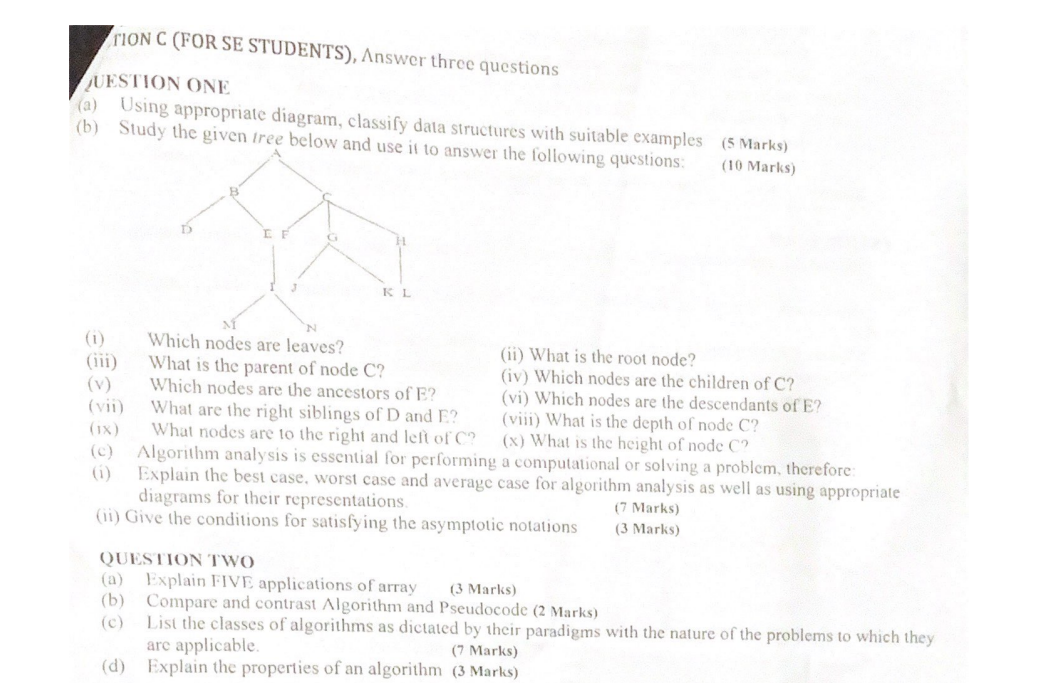 TION C (FOR SE STUDENTS), Answer three questions
QUESTION ONE
(a) Using appropriate diagram, classify data structures with suitable examples (5 Marks)
(b) Study the given tree below and use it to answer the following questions: (10 Marks)
A
B C
D E F G H
I J K L
M N
(i) Which nodes are leaves? (ii) What is the root node?
(iii) What is the parent of node C? (iv) Which nodes are the children of C?
(v) Which nodes are the ancestors of E? (vi) Which nodes are the descendants of E?
(vii) What are the right siblings of D and E? (viii) What is the depth of node C?
(ix) What nodes are to the right and left of C? (x) What is the height of node C?
(c) Algorithm analysis is essential for performing a computational or solving a problem, therefore:
(i) Explain the best case, worst case and average case for algorithm analysis as well as using appropriate
diagrams for their representations. (7 Marks)
(ii) Give the conditions for satisfying the asymptotic notations (3 Marks)
QUESTION TWO
(a) Explain FIVE applications of array (3 Marks)
(b) Compare and contrast Algorithm and Pseudocode (2 Marks)
(c) List the classes of algorithms as dictated by their paradigms with the nature of the problems to which they
are applicable. (7 Marks)
(d) Explain the properties of an algorithm (3 Marks)